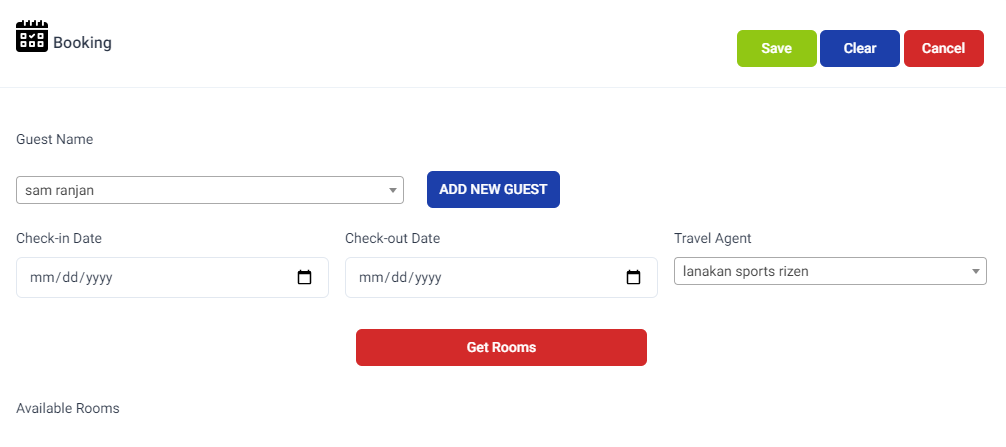 Booking
Save Clear Cancel
Guest Name
sam ranjan ADD NEW GUEST
Check-in Date Check-out Date Travel Agent
mm/dd/yyyy mm/dd/yyyy lanakan sports rizen
Get Rooms
Available Rooms